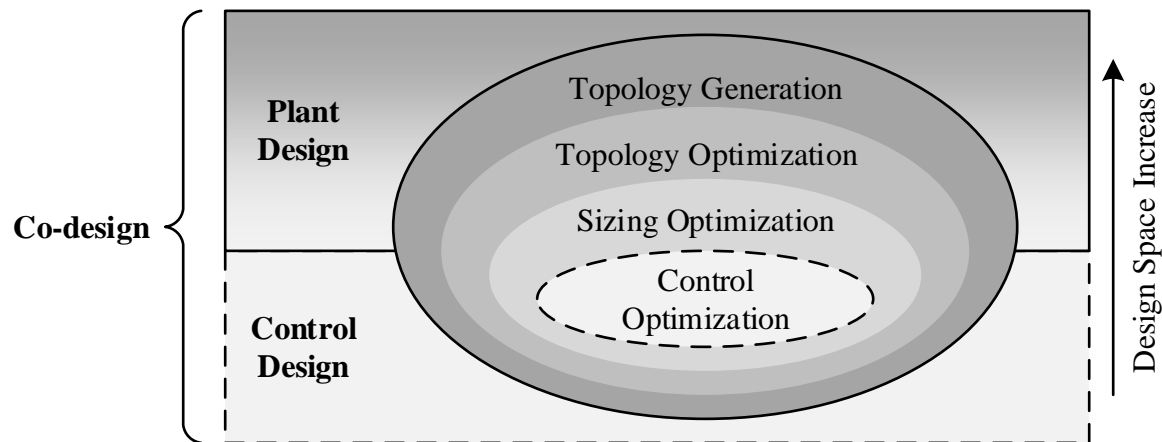 Co-design
Plant
Design
Control
Design
Topology Generation
Topology Optimization
Sizing Optimization
Control
Optimization
Design Space Increase